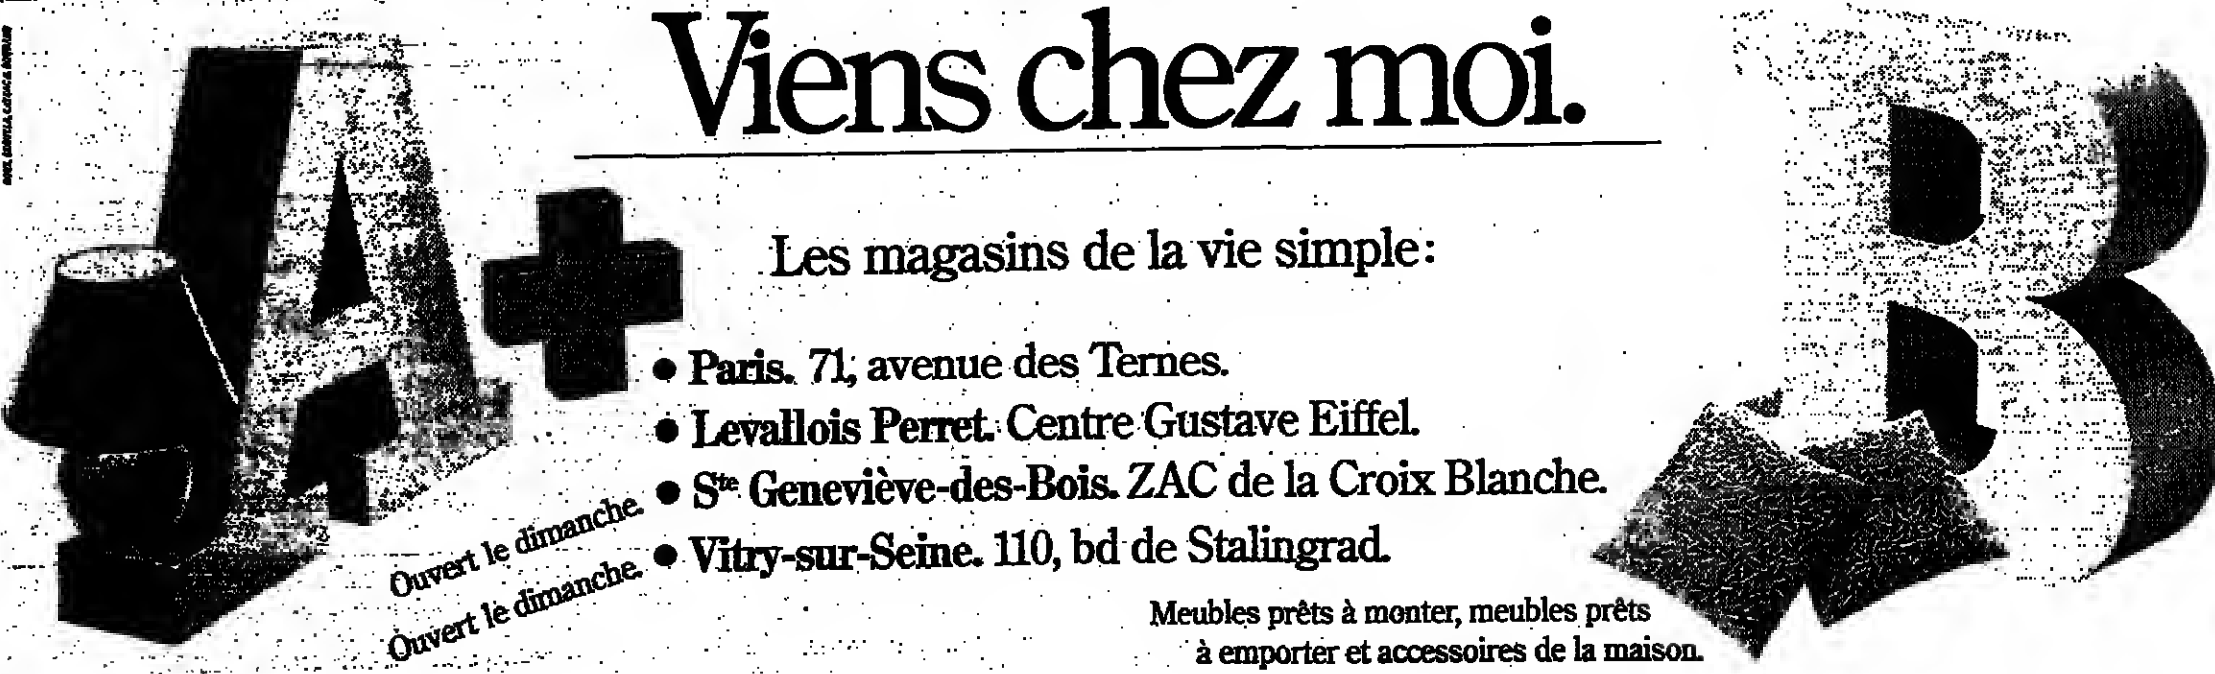 Viens chez moi.
A + B
Les magasins de la vie simple:
● Paris. 71, avenue des Ternes.
● Levallois Perret. Centre Gustave Eiffel.
Ouvert le dimanche. ● Ste Geneviève-des-Bois. ZAC de la Croix Blanche.
Ouvert le dimanche. ● Vitry-sur-Seine. 110, bd de Stalingrad.
Meubles prêts à monter, meubles prêts
à emporter et accessoires de la maison.